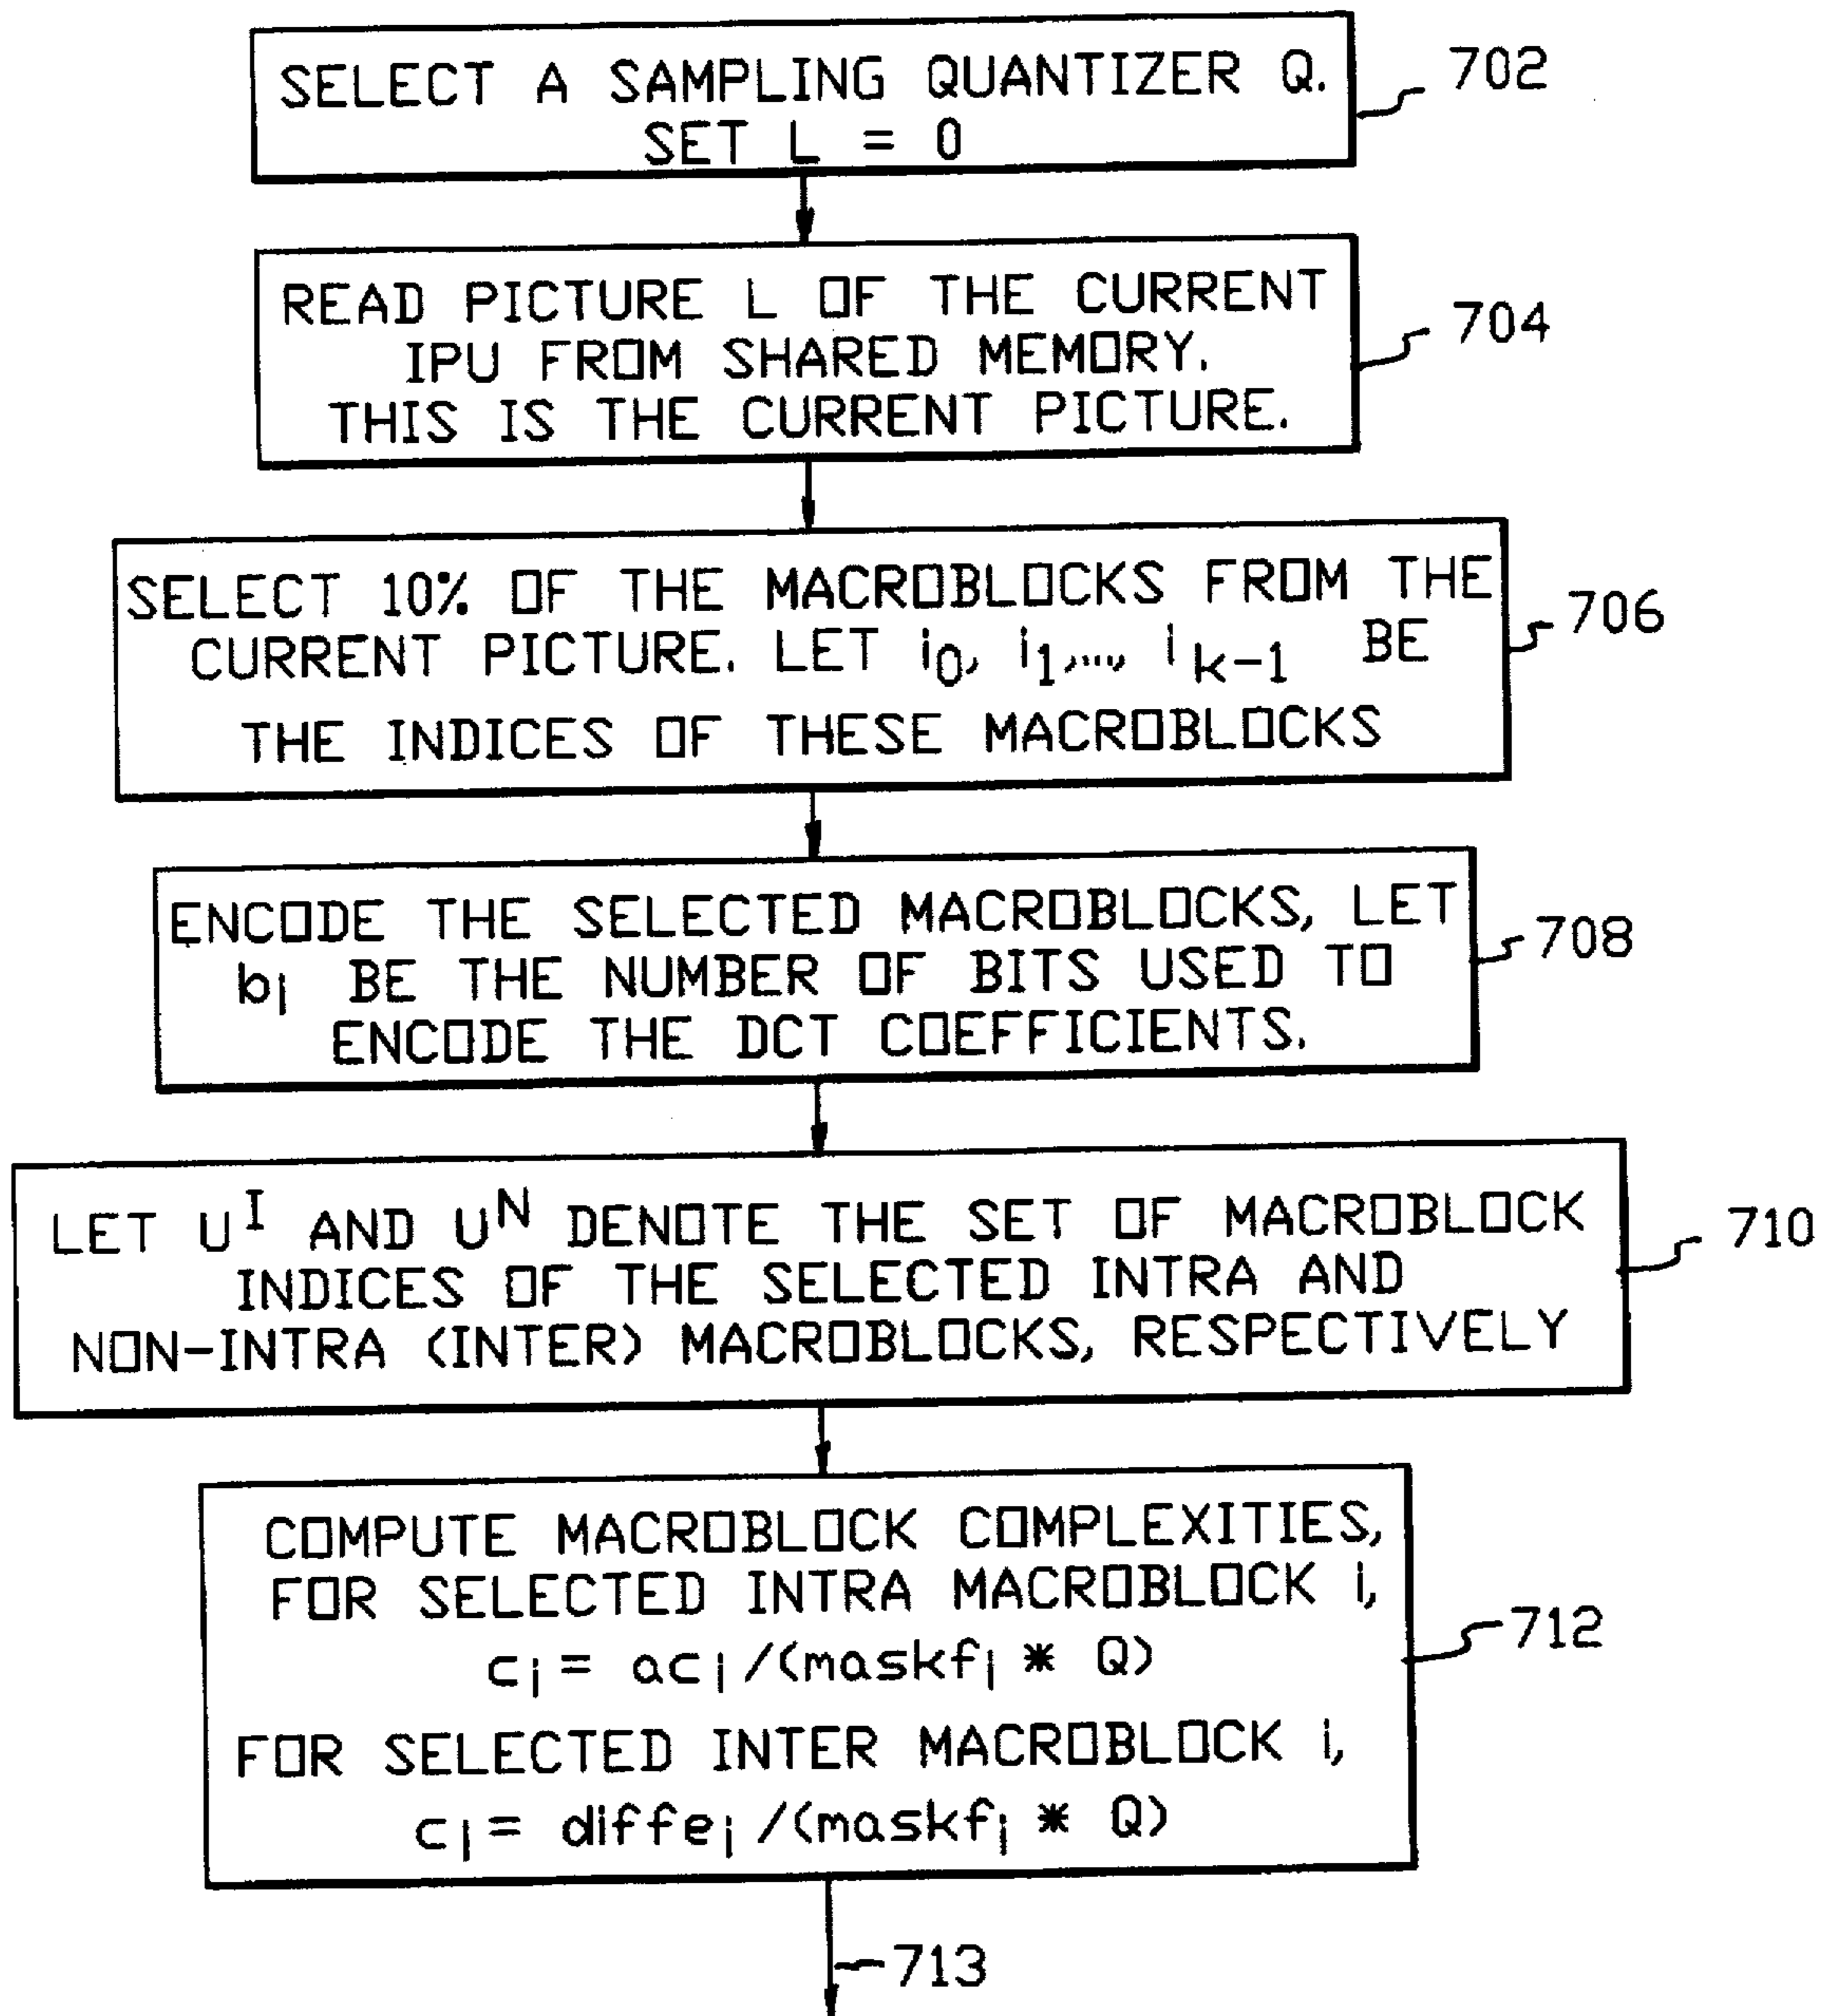 SELECT A SAMPLING QUANTIZER Q.
SET L = 0
702
READ PICTURE L OF THE CURRENT
IPU FROM SHARED MEMORY.
THIS IS THE CURRENT PICTURE.
704
SELECT 10% OF THE MACROBLOCKS FROM THE
CURRENT PICTURE. LET i₀, i₁,..., i ₖ₋₁ BE
THE INDICES OF THESE MACROBLOCKS
706
ENCODE THE SELECTED MACROBLOCKS, LET
bᵢ BE THE NUMBER OF BITS USED TO
ENCODE THE DCT COEFFICIENTS.
708
LET Uᴵ AND Uᴺ DENOTE THE SET OF MACROBLOCK
INDICES OF THE SELECTED INTRA AND
NON-INTRA (INTER) MACROBLOCKS, RESPECTIVELY
710
COMPUTE MACROBLOCK COMPLEXITIES,
FOR SELECTED INTRA MACROBLOCK i,
cᵢ = acᵢ /(maskfᵢ * Q)
FOR SELECTED INTER MACROBLOCK i,
cᵢ = diffeᵢ /(maskfᵢ * Q)
712
713